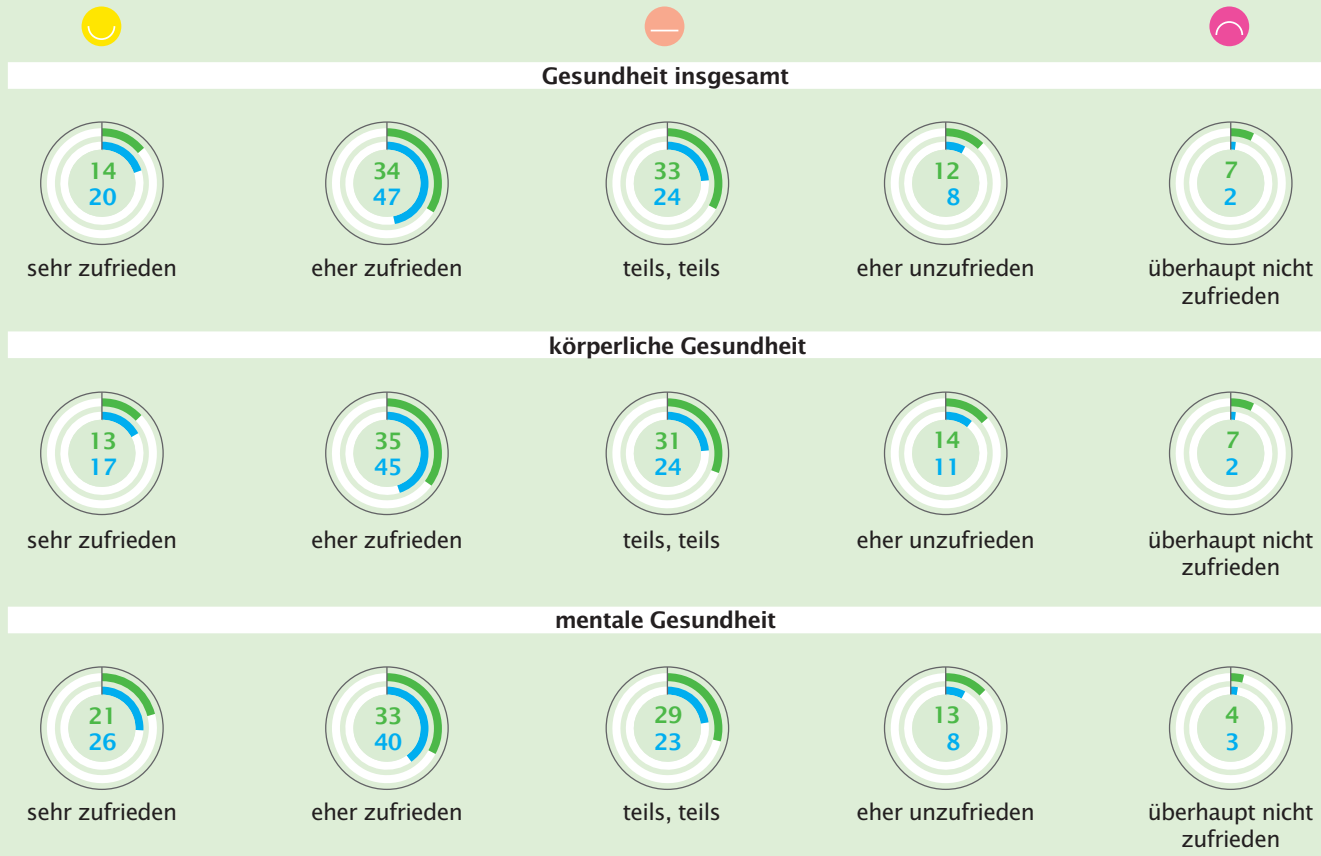 Gesundheit insgesamt
14 34 33 12 7
20 47 24 8 2
sehr zufrieden eher zufrieden teils, teils eher unzufrieden überhaupt nicht
zufrieden
körperliche Gesundheit
13 35 31 14 7
17 45 24 11 2
sehr zufrieden eher zufrieden teils, teils eher unzufrieden überhaupt nicht
zufrieden
mentale Gesundheit
21 33 29 13 4
26 40 23 8 3
sehr zufrieden eher zufrieden teils, teils eher unzufrieden überhaupt nicht
zufrieden